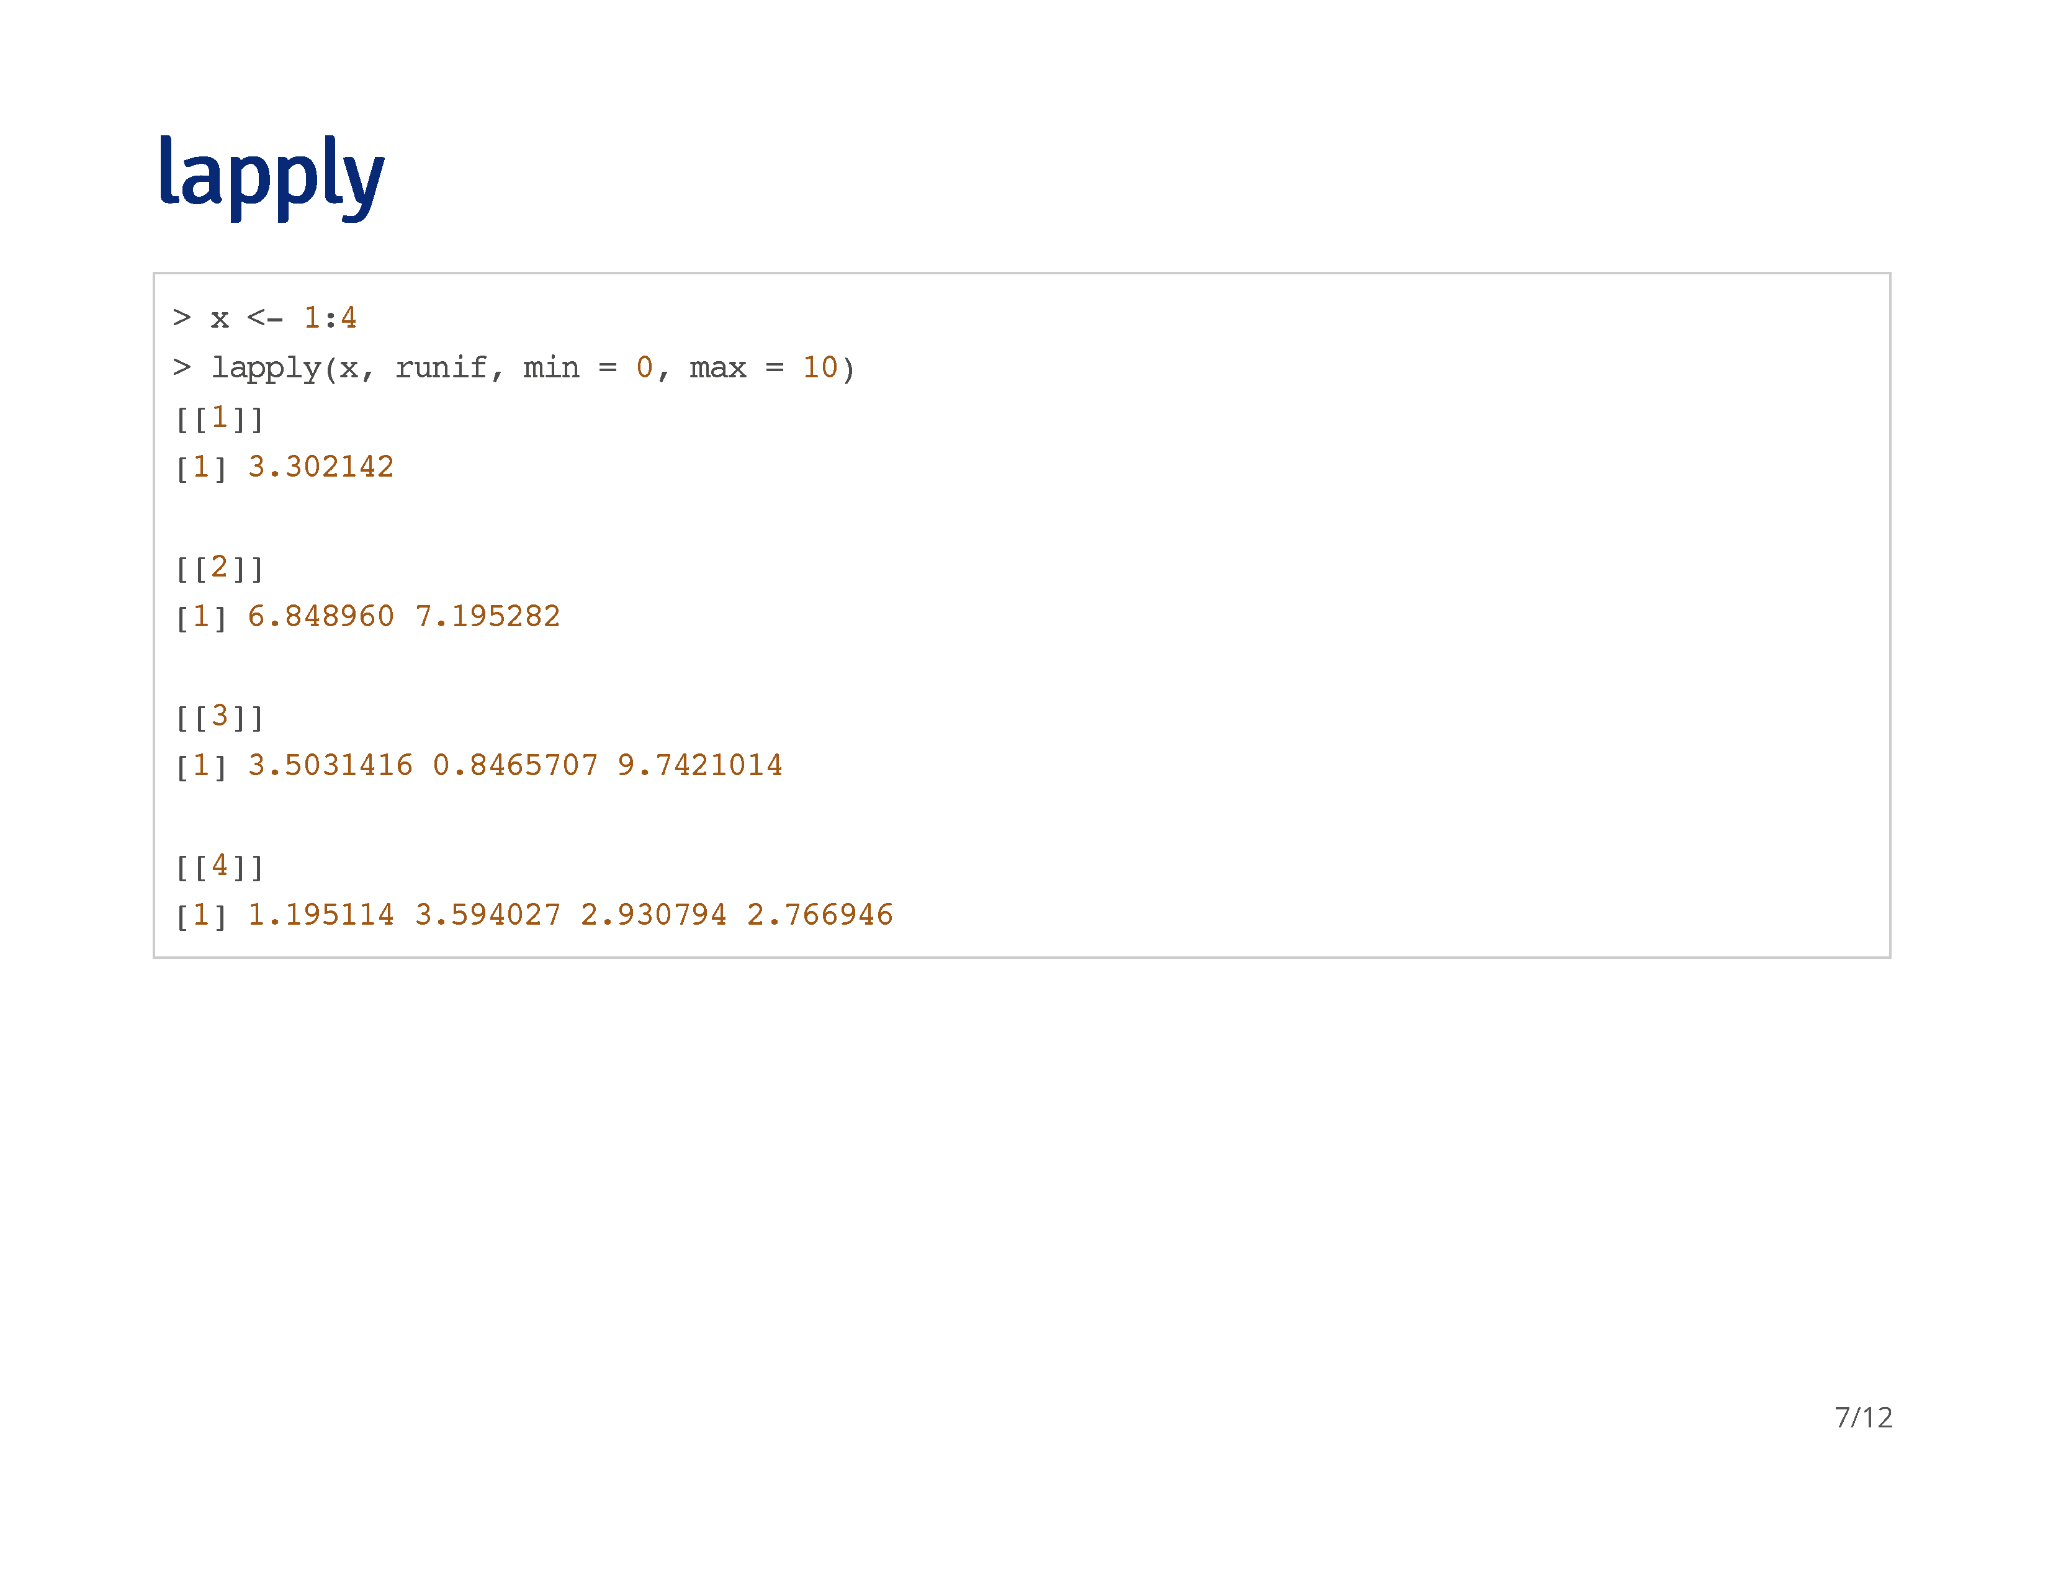 lapply
> x <- 1:4
> lapply(x, runif, min = 0, max = 10)
[[1]]
[1] 3.302142
[[2]]
[1] 6.848960 7.195282
[[3]]
[1] 3.5031416 0.8465707 9.7421014
[[4]]
[1] 1.195114 3.594027 2.930794 2.766946
7/12